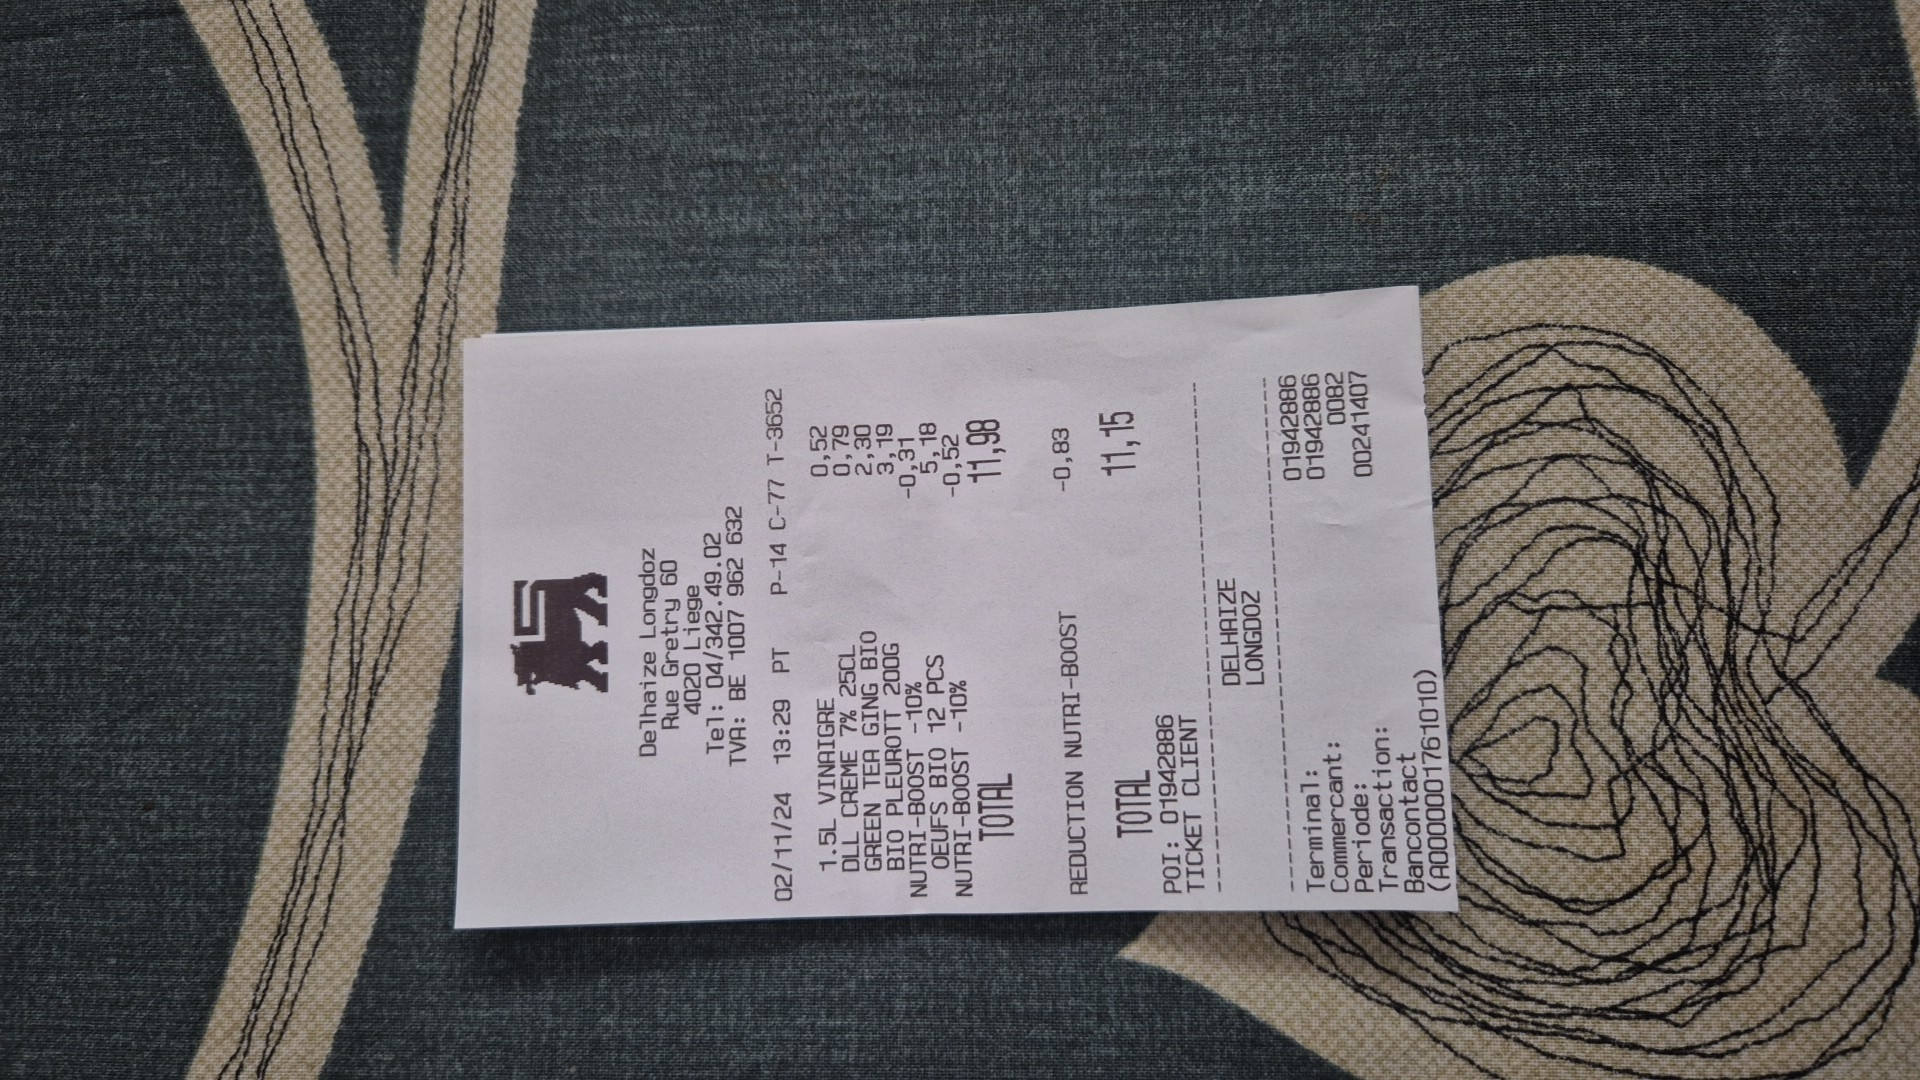 Delhaize Longdoz
Rue Gretry 60
4020 Liege
Tel: 04/342.49.02
TVA: BE 1007 962 632
02/11/24 13:29 PT P-14 C-77 T-3652
1.5L VINAIGRE 0,52
DLL CREME 7% 25CL 0,79
GREEN TEA GING BIO 2,30
BIO PLEUROTT 200G 3,19
NUTRI-BOOST -10% -0,31
OEUFS BIO 12 PCS 5,18
NUTRI-BOOST -10% -0,52
TOTAL 11,98
REDUCTION NUTRI-BOOST -0,83
TOTAL 11,15
POI: 01942886
TICKET CLIENT
--------------------------------
DELHAIZE
LONGDOZ
--------------------------------
Terminal: 01942886
Commercant: 01942886
Periode: 0082
Transaction: 00241407
Bancontact
(A0000001761010)